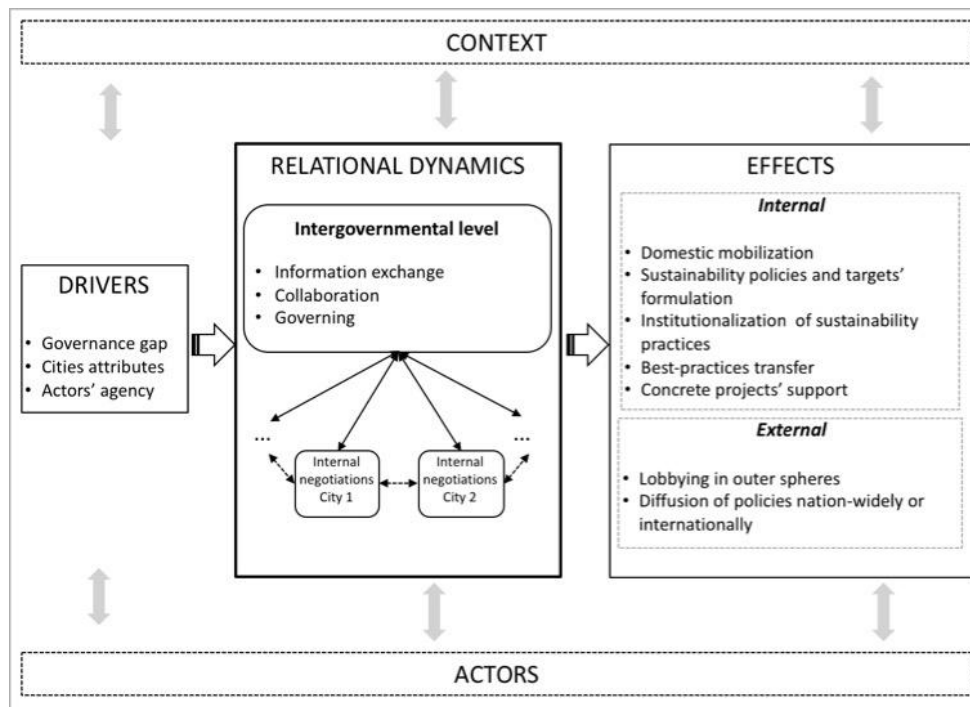 CONTEXT
DRIVERS
• Governance gap
• Cities attributes
• Actors' agency
RELATIONAL DYNAMICS
Intergovernmental level
• Information exchange
• Collaboration
• Governing
...
...
Internal
negotiations
City 1
Internal
negotiations
City 2
EFFECTS
Internal
• Domestic mobilization
• Sustainability policies and targets'
formulation
• Institutionalization of sustainability
practices
• Best-practices transfer
• Concrete projects' support
External
• Lobbying in outer spheres
• Diffusion of policies nation-widely or
internationally
ACTORS